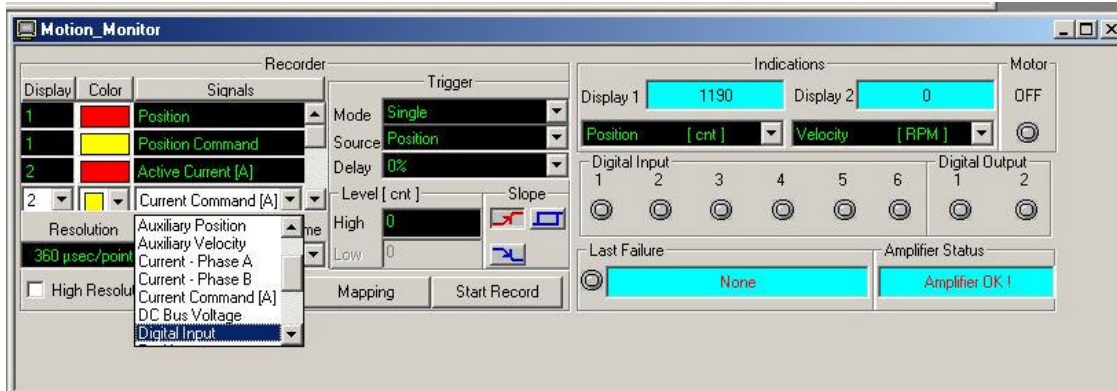 Motion_Monitor
Recorder
Display Color Signals
1 Position
1 Position Command
2 Active Current [A]
2 Current Command [A]
Auxiliary Position
Auxiliary Velocity
Current - Phase A
Current - Phase B
Current Command [A]
DC Bus Voltage
Digital Input
Resolution
360 µsec/point
High Resolut
me
Trigger
Mode Single
Source Position
Delay 0%
Level [ cnt ]
High 0
Low 0
Slope
Mapping
Start Record
Indications
Display 1 1190 Display 2 0
Position [ cnt ] Velocity [ RPM ]
Motor
OFF
Digital Input
1 2 3 4 5 6
Digital Output
1 2
Last Failure
None
Amplifier Status
Amplifier OK !